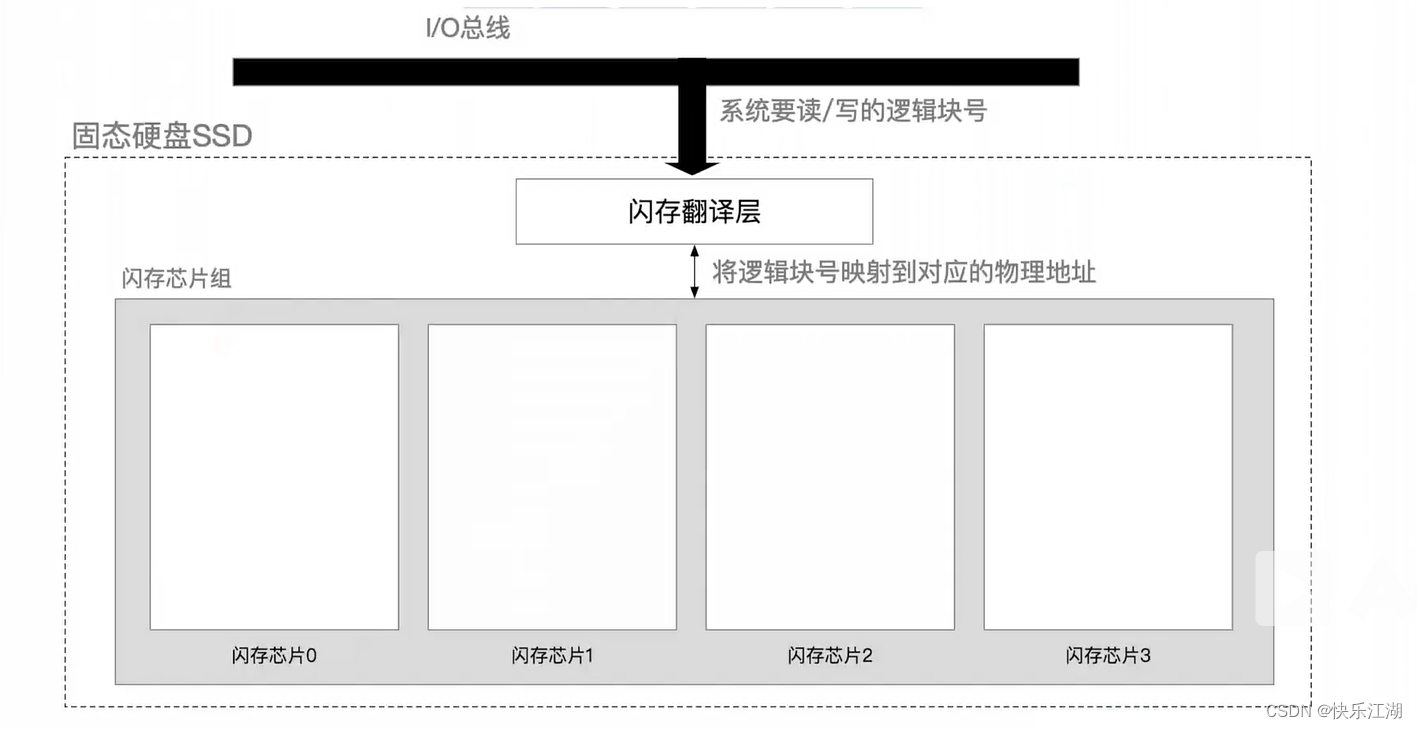 I/O总线
系统要读/写的逻辑块号
固态硬盘SSD
闪存翻译层
将逻辑块号映射到对应的物理地址
闪存芯片组
闪存芯片0
闪存芯片1
闪存芯片2
闪存芯片3
CSDN @快乐江湖